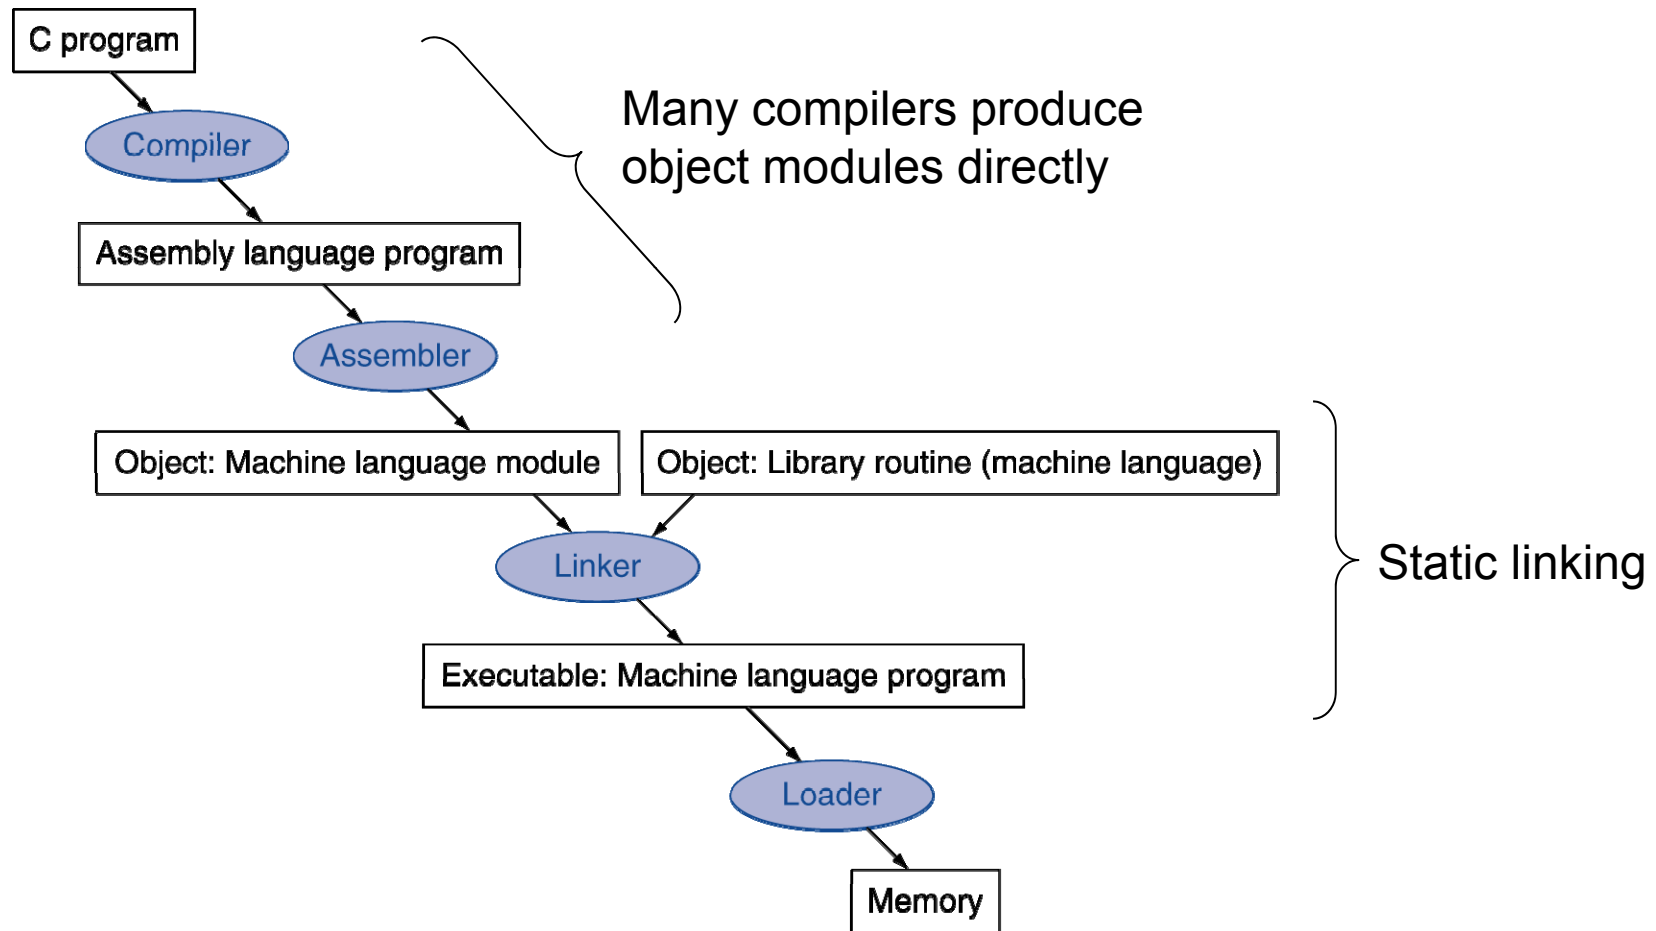 C program
Many compilers produce
object modules directly
Compiler
Assembly language program
Assembler
Object: Machine language module
Object: Library routine (machine language)
Linker
Static linking
Executable: Machine language program
Loader
Memory